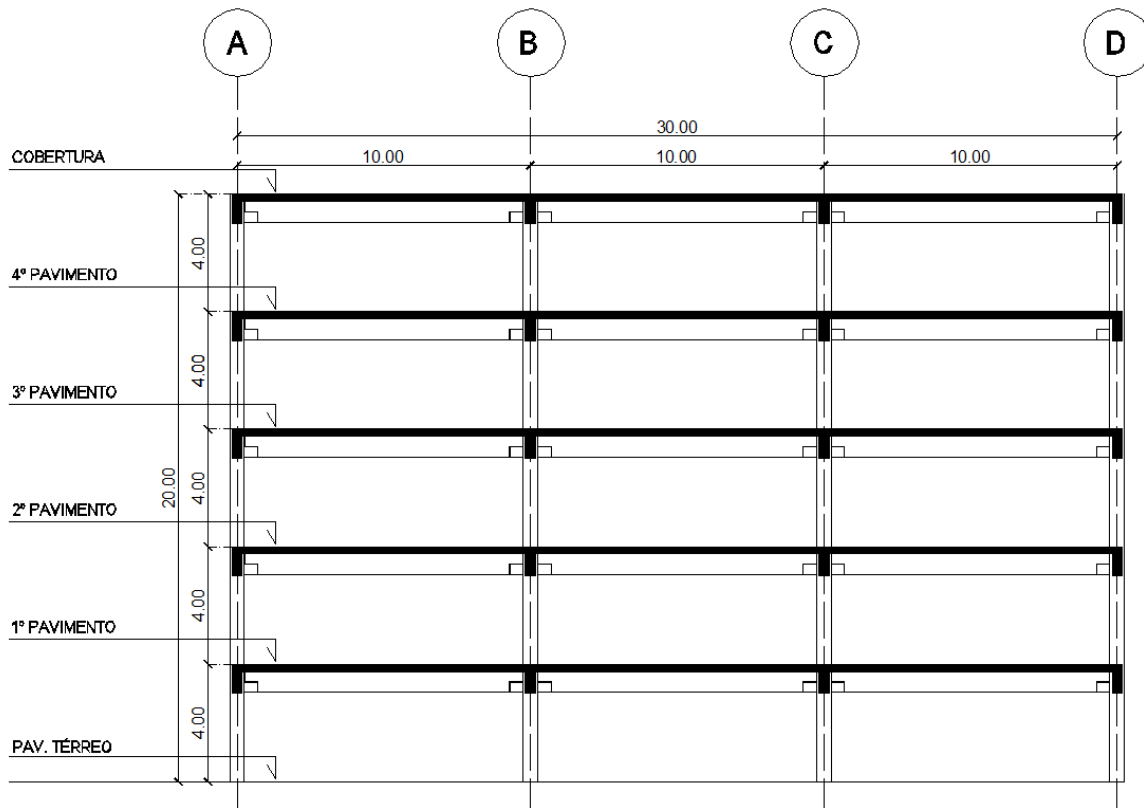 A B C D
30.00
10.00 10.00 10.00
COBERTURA
4.00
4º PAVIMENTO
4.00
3º PAVIMENTO
20.00
4.00
2º PAVIMENTO
4.00
1º PAVIMENTO
4.00
PAV. TÉRREO